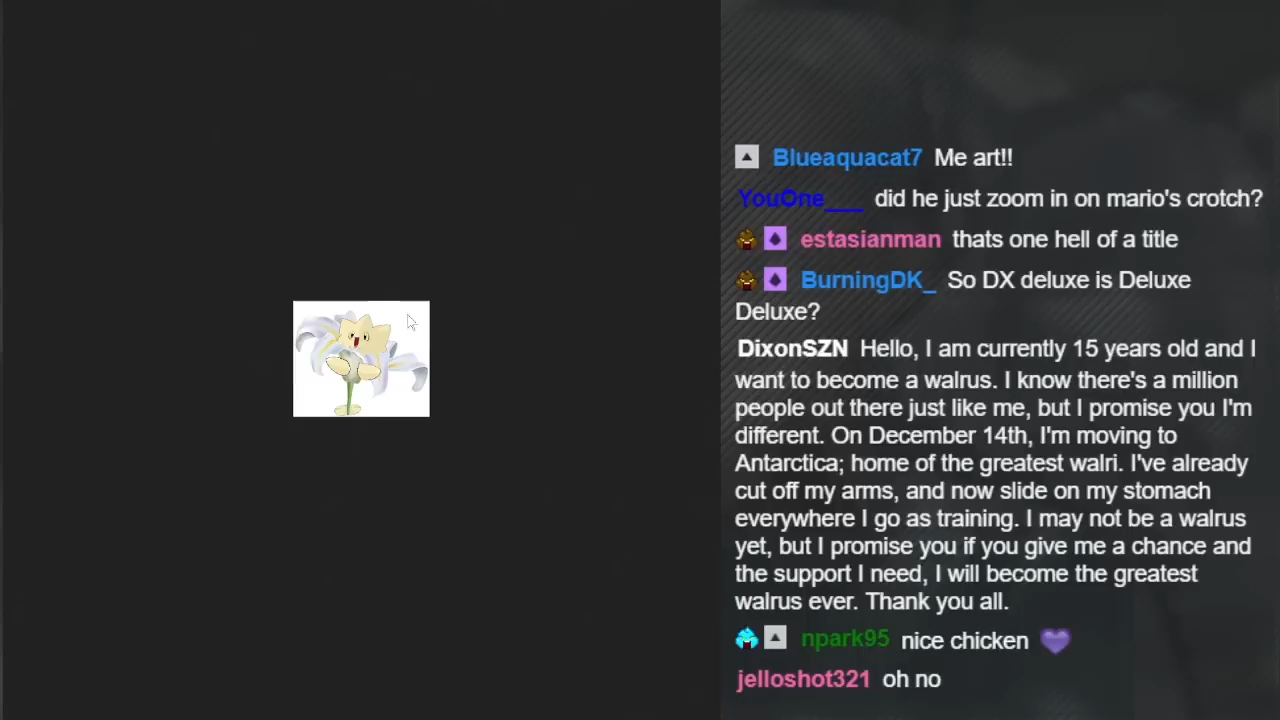 Blueaquacat7 Me art!!
YouOne___ did he just zoom in on mario's crotch?
estasianman thats one hell of a title
BurningDK_ So DX deluxe is Deluxe
Deluxe?
DixonSZN Hello, I am currently 15 years old and I
want to become a walrus. I know there's a million
people out there just like me, but I promise you I'm
different. On December 14th, I'm moving to
Antarctica; home of the greatest walri. I've already
cut off my arms, and now slide on my stomach
everywhere I go as training. I may not be a walrus
yet, but I promise you if you give me a chance and
the support I need, I will become the greatest
walrus ever. Thank you all.
npark95 nice chicken 💜
jelloshot321 oh no